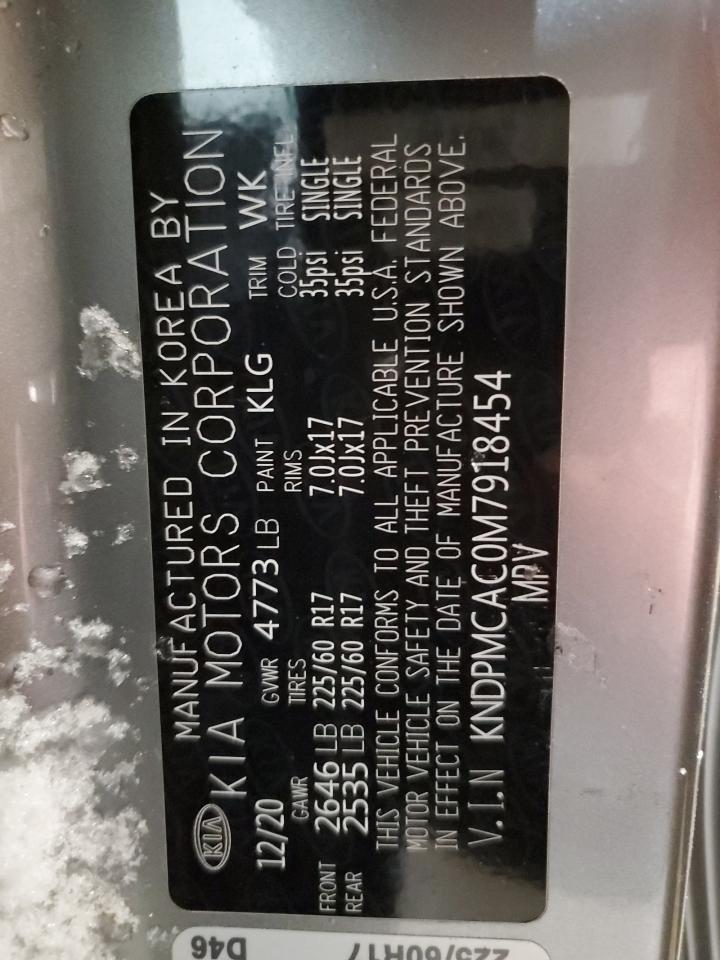 MANUFACTURED IN KOREA BY
KIA KIA MOTORS CORPORATION
12/20 GVWR 4773 LB PAINT KLG TRIM WK
GAWR TIRES RIMS COLD TIRE INFL
FRONT 2646 LB 225/60 R17 7.0Jx17 35psi SINGLE
REAR 2535 LB 225/60 R17 7.0Jx17 35psi SINGLE
THIS VEHICLE CONFORMS TO ALL APPLICABLE U.S.A. FEDERAL
MOTOR VEHICLE SAFETY AND THEFT PREVENTION STANDARDS
IN EFFECT ON THE DATE OF MANUFACTURE SHOWN ABOVE.
V.I.N KNDPMCAC0M7918454
MPV
D46
225/60R17